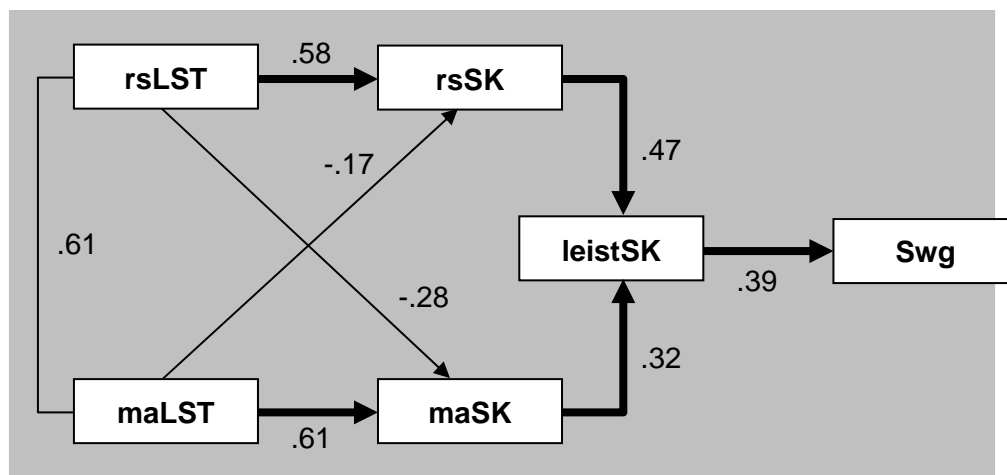 .58
rsLST
rsSK
-.17
.47
.61
leistSK
Swg
.39
-.28
.32
maLST
maSK
.61